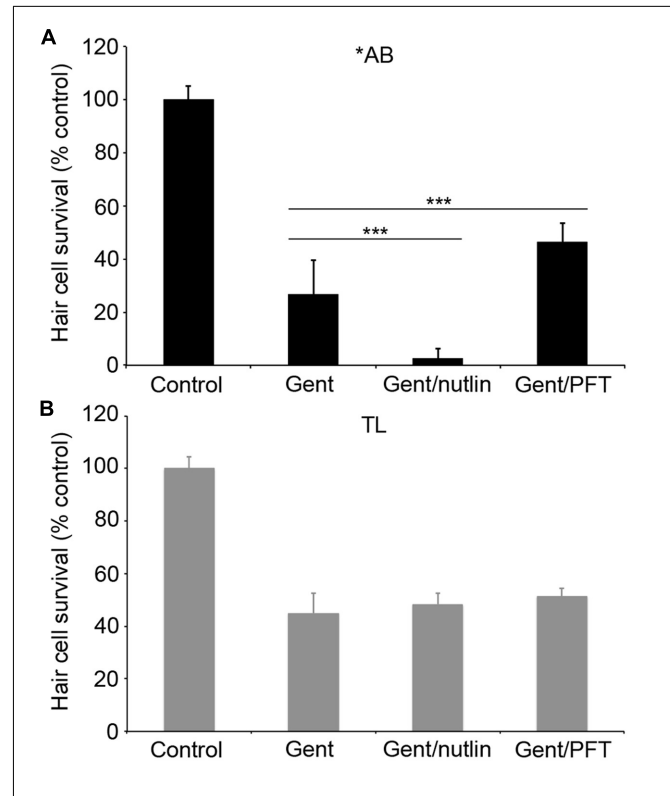 A
*AB
Hair cell survival (% control)
120
100
80
60
40
20
0
***
***
Control Gent Gent/nutlin Gent/PFT
B
TL
Hair cell survival (% control)
120
100
80
60
40
20
0
Control Gent Gent/nutlin Gent/PFT